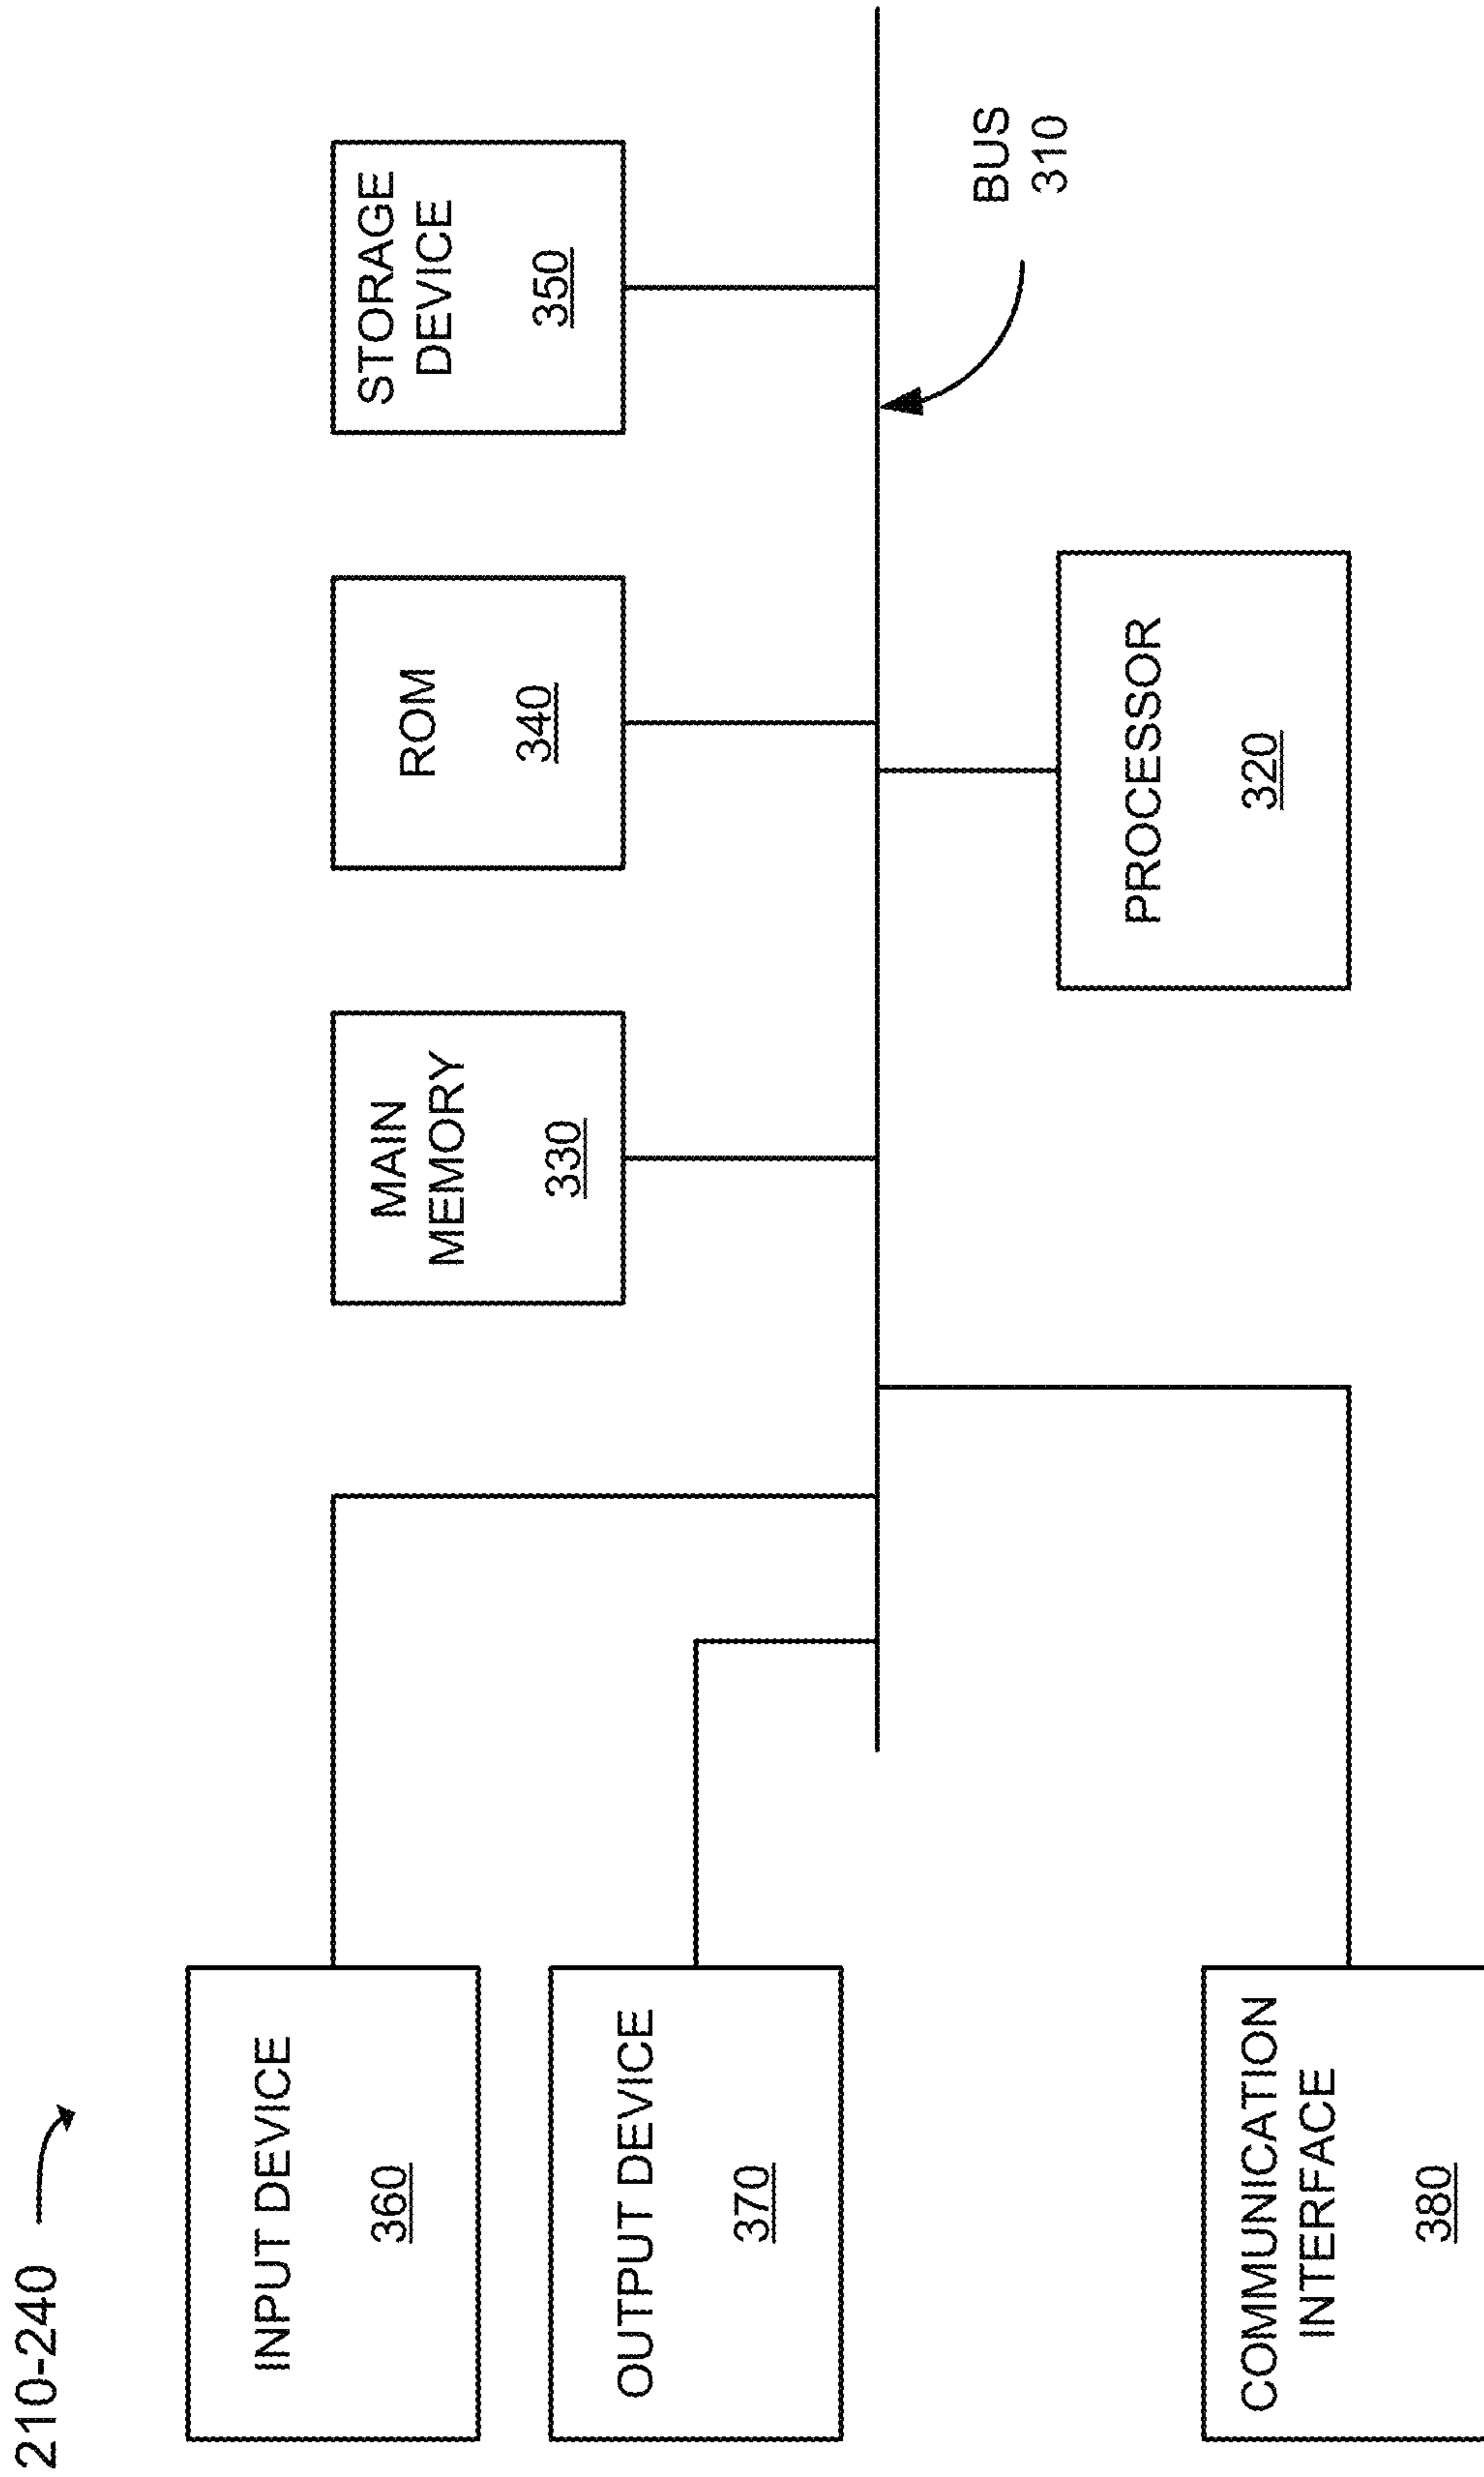 210-240
INPUT DEVICE
360
MAIN
MEMORY
330
ROM
340
STORAGE
DEVICE
350
OUTPUT DEVICE
370
BUS
310
PROCESSOR
320
COMMUNICATION
INTERFACE
380